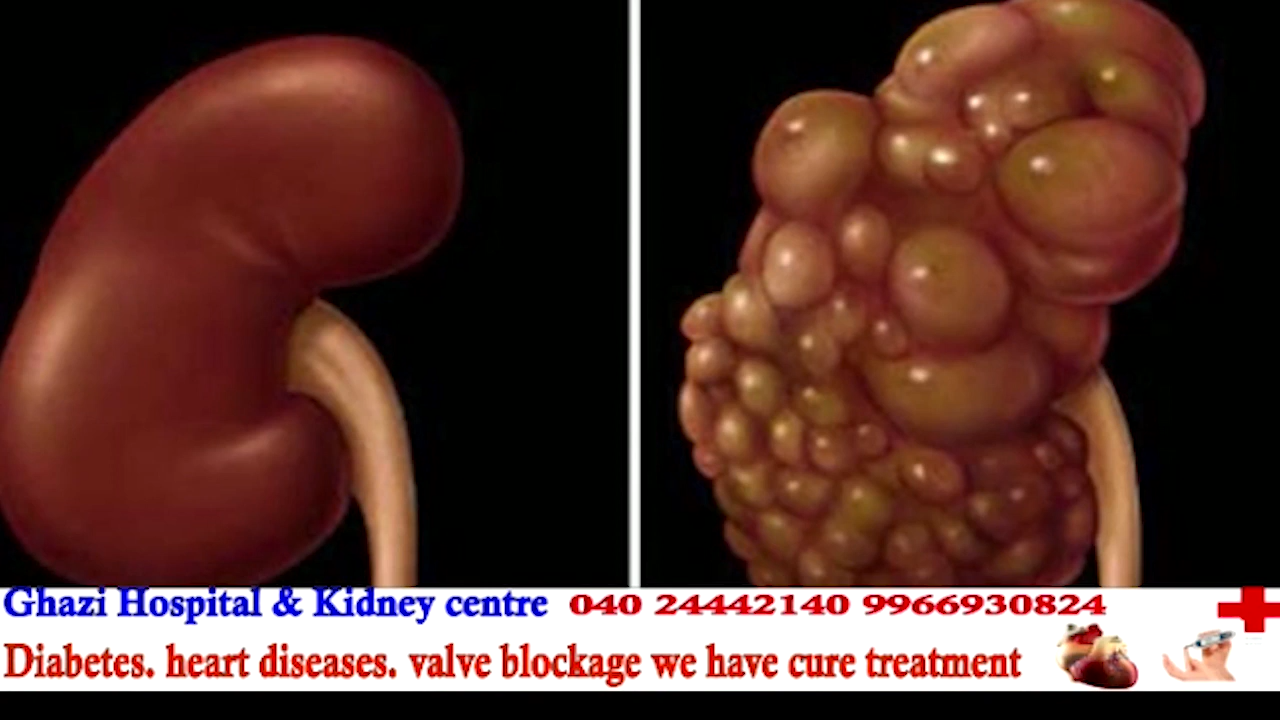 Ghazi Hospital & Kidney centre 040 24442140 9966930824
Diabetes. heart diseases. valve blockage we have cure treatment